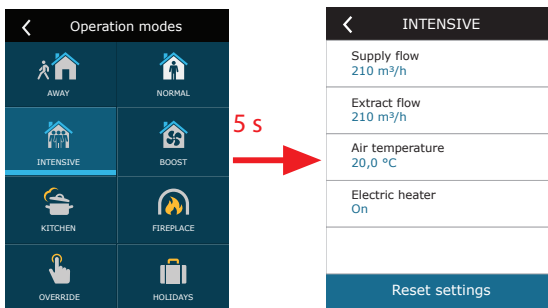 Operation modes
AWAY
NORMAL
INTENSIVE
BOOST
KITCHEN
FIREPLACE
OVERRIDE
HOLIDAYS
5 s
INTENSIVE
Supply flow
210 m³/h
Extract flow
210 m³/h
Air temperature
20,0 °C
Electric heater
On
Reset settings